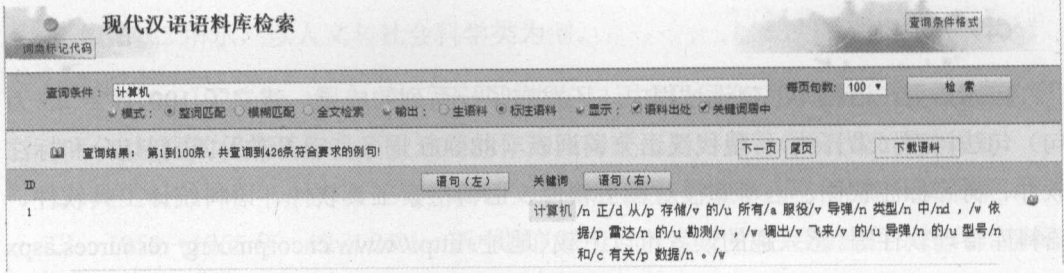 现代汉语语料库检索
查询条件格式
词类标记代码
查询条件： 计算机 每页句数： 100 检 索
模式： 整词匹配 模糊匹配 全文检索 输出： 生语料 标注语料 显示： 语料出处 关键词居中
查询结果： 第1到100条，共查询到426条符合要求的例句! 下一页 尾页 下载语料
ID 语句（左） 关键词 语句（右）
1 计算机 /n 正/d 从/p 存储/v 的/u 所有/a 服役/v 导弹/n 类型/n 中/nd ，/w 依
据/p 雷达/n 的/u 勘测/v ，/w 调出/v 飞来/v 的/u 导弹/n 的/u 型号/n
和/c 有关/p 数据/n 。/w